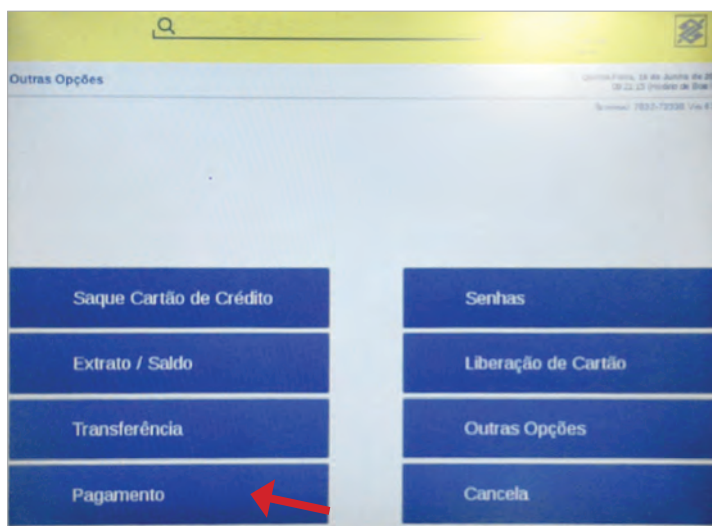 Outras Opções
Saque Cartão de Crédito
Senhas
Extrato / Saldo
Liberação de Cartão
Transferência
Outras Opções
Pagamento
Cancela